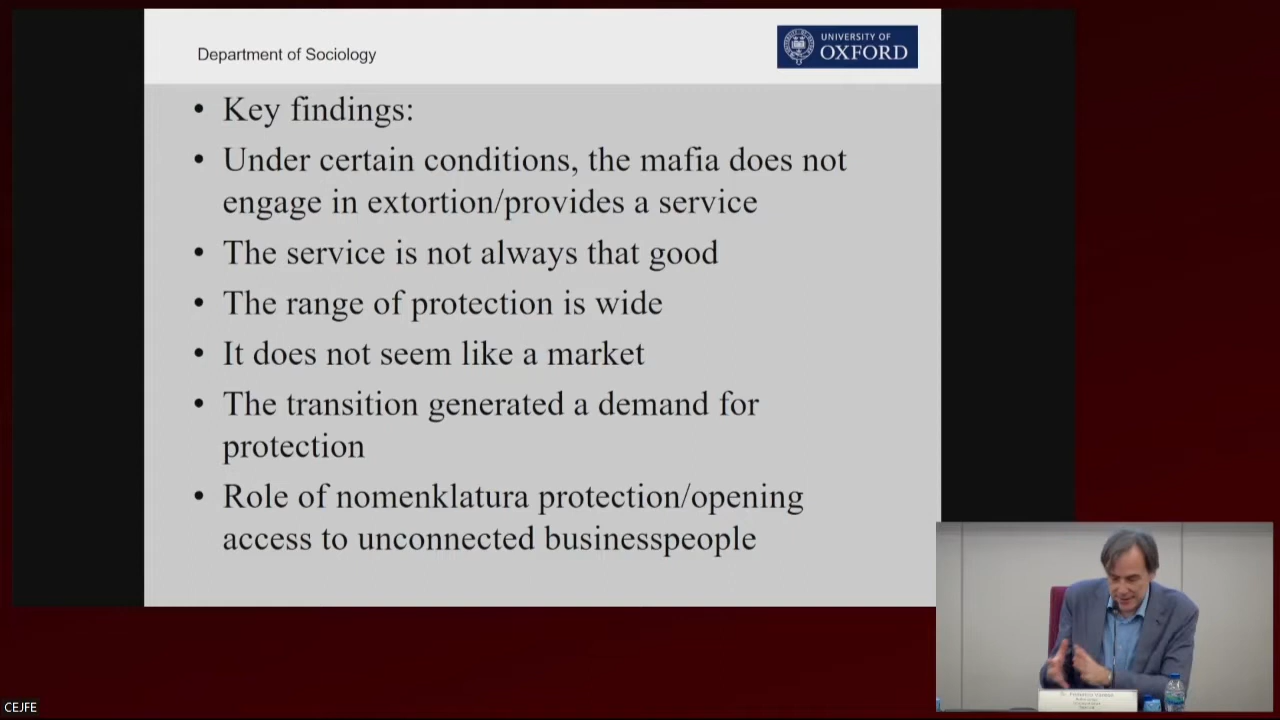 Department of Sociology
UNIVERSITY OF
OXFORD
• Key findings:
• Under certain conditions, the mafia does not
engage in extortion/provides a service
• The service is not always that good
• The range of protection is wide
• It does not seem like a market
• The transition generated a demand for
protection
• Role of nomenklatura protection/opening
access to unconnected businesspeople
CEJFE